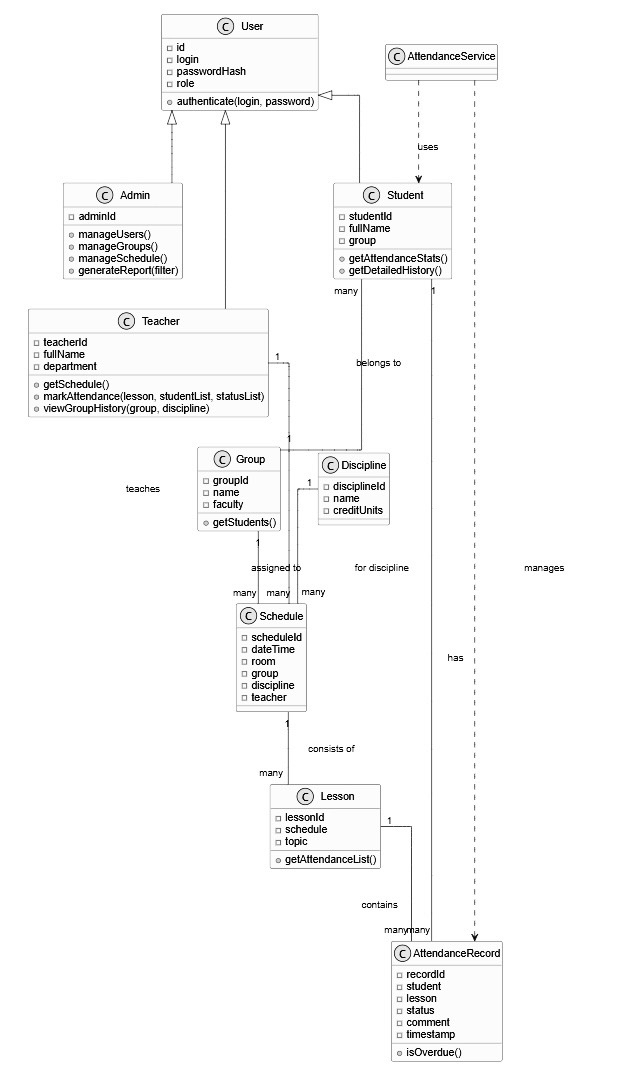 C User
id
login
passwordHash
role
authenticate(login, password)
C AttendanceService
uses
C Admin
adminId
manageUsers()
manageGroups()
manageSchedule()
generateReport(filter)
C Student
studentId
fullName
group
getAttendanceStats()
getDetailedHistory()
many
1
C Teacher
teacherId
fullName
department
getSchedule()
markAttendance(lesson, studentList, statusList)
viewGroupHistory(group, discipline)
1
belongs to
1
C Group
groupId
name
faculty
getStudents()
C Discipline
disciplineId
name
creditUnits
1
teaches
1
assigned to
for discipline
manages
many
many
many
C Schedule
scheduleId
dateTime
room
group
discipline
teacher
has
1
consists of
many
C Lesson
lessonId
schedule
topic
getAttendanceList()
1
contains
many
many
C AttendanceRecord
recordId
student
lesson
status
comment
timestamp
isOverdue()